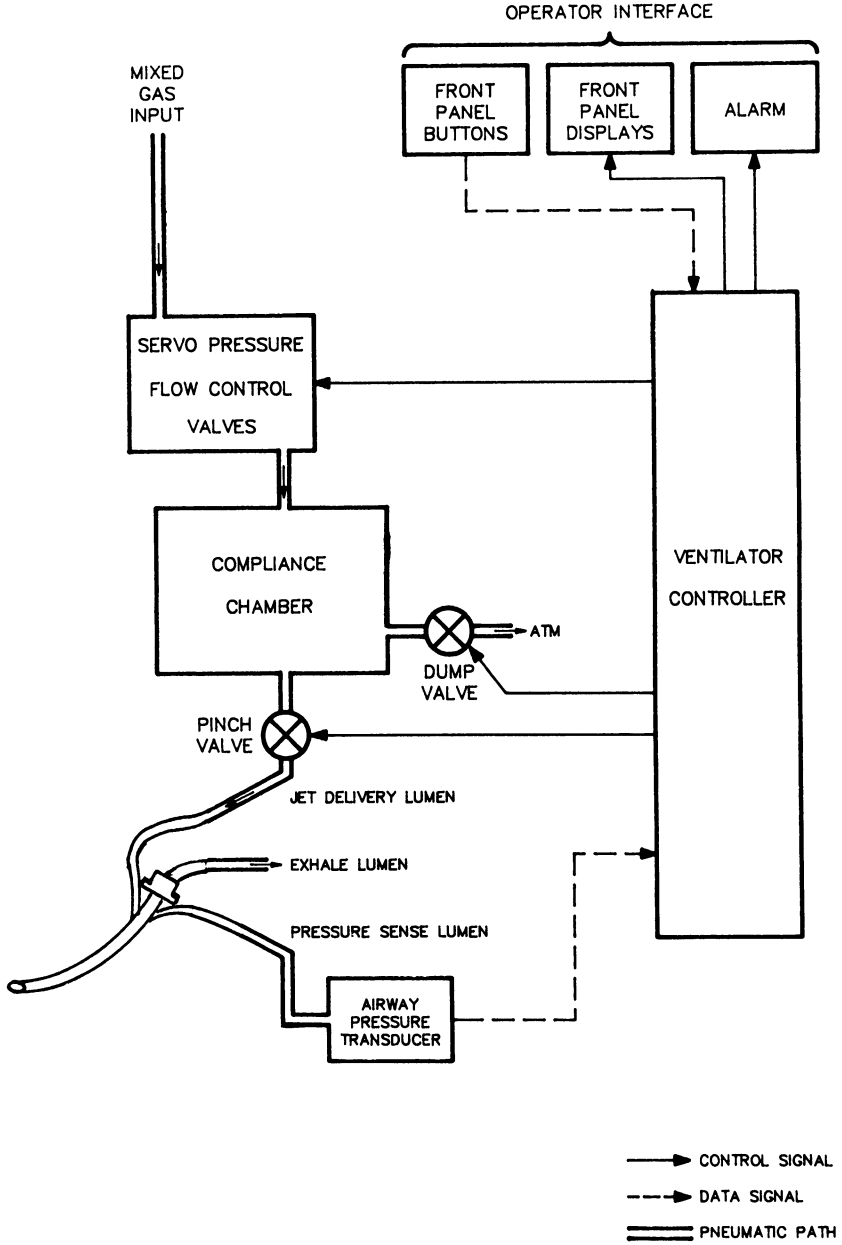 OPERATOR INTERFACE
MIXED
GAS
INPUT
FRONT
PANEL
BUTTONS
FRONT
PANEL
DISPLAYS
ALARM
SERVO PRESSURE
FLOW CONTROL
VALVES
COMPLIANCE
CHAMBER
VENTILATOR
CONTROLLER
ATM
DUMP
VALVE
PINCH
VALVE
JET DELIVERY LUMEN
EXHALE LUMEN
PRESSURE SENSE LUMEN
AIRWAY
PRESSURE
TRANSDUCER
CONTROL SIGNAL
DATA SIGNAL
PNEUMATIC PATH